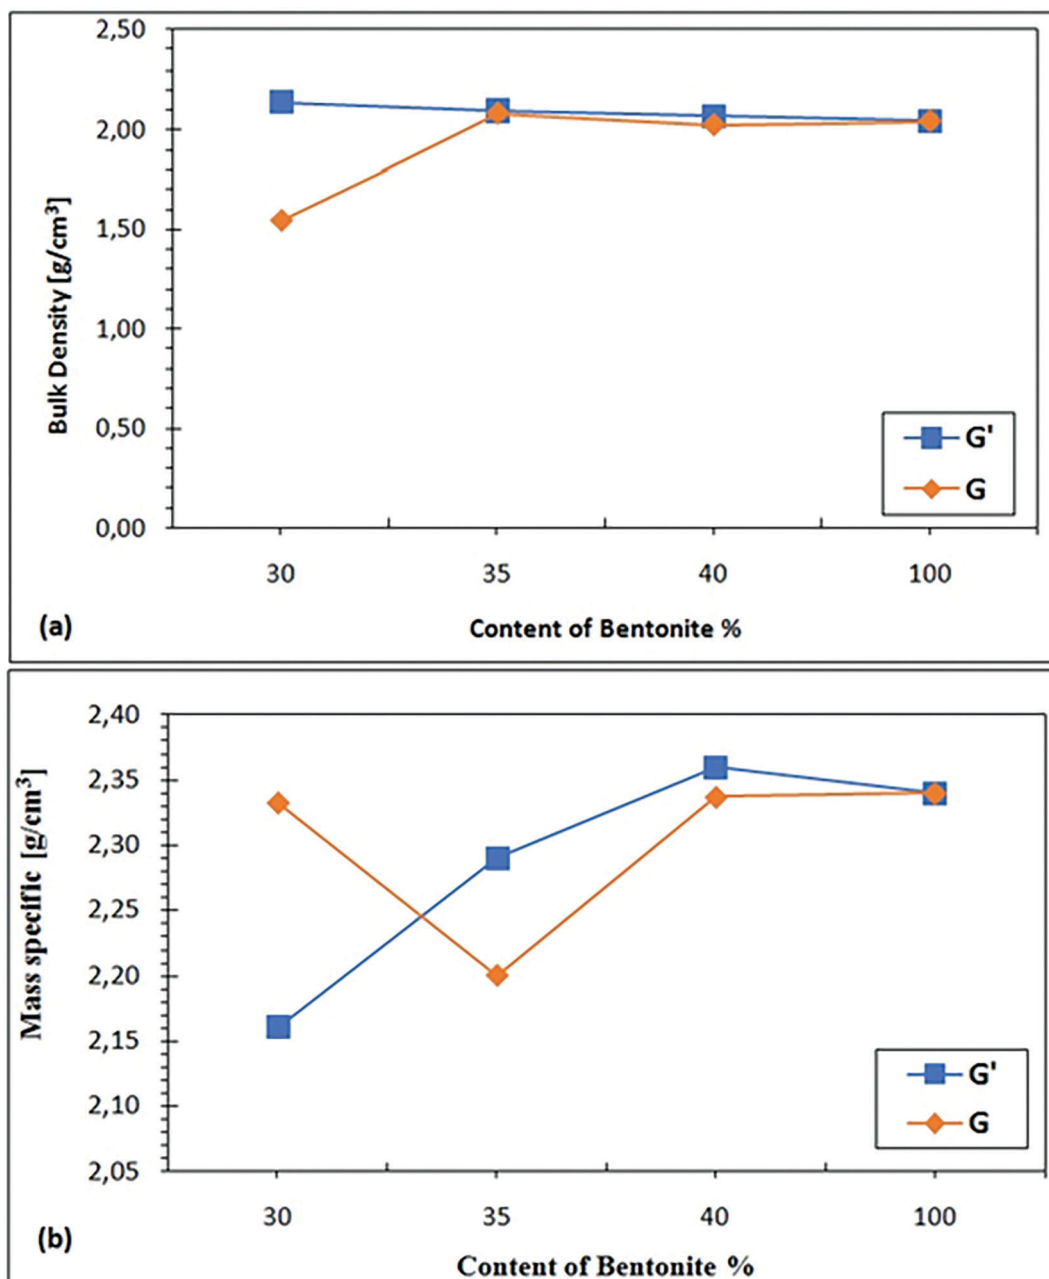 2,50
2,00
1,50
1,00
0,50
0,00
Bulk Density [g/cm³]
G'
G
30 35 40 100
(a)
Content of Bentonite %
2,40
2,35
2,30
2,25
2,20
2,15
2,10
2,05
Mass specific [g/cm³]
G'
G
30 35 40 100
(b)
Content of Bentonite %